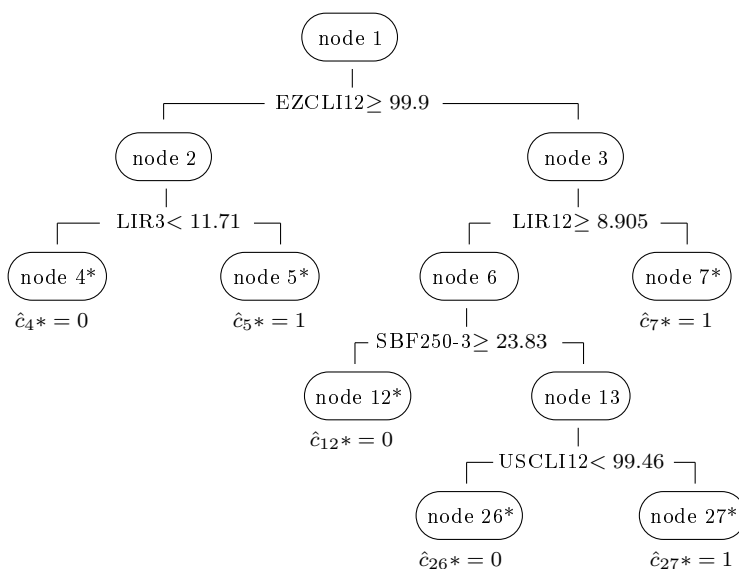 node 1
EZCLI12≥ 99.9
node 2
node 3
LIR3< 11.71
LIR12≥ 8.905
node 4*
node 5*
node 6
node 7*
ĉ₄* = 0
ĉ₅* = 1
ĉ₇* = 1
SBF250-3≥ 23.83
node 12*
node 13
ĉ₁₂* = 0
USCLI12< 99.46
node 26*
node 27*
ĉ₂₆* = 0
ĉ₂₇* = 1